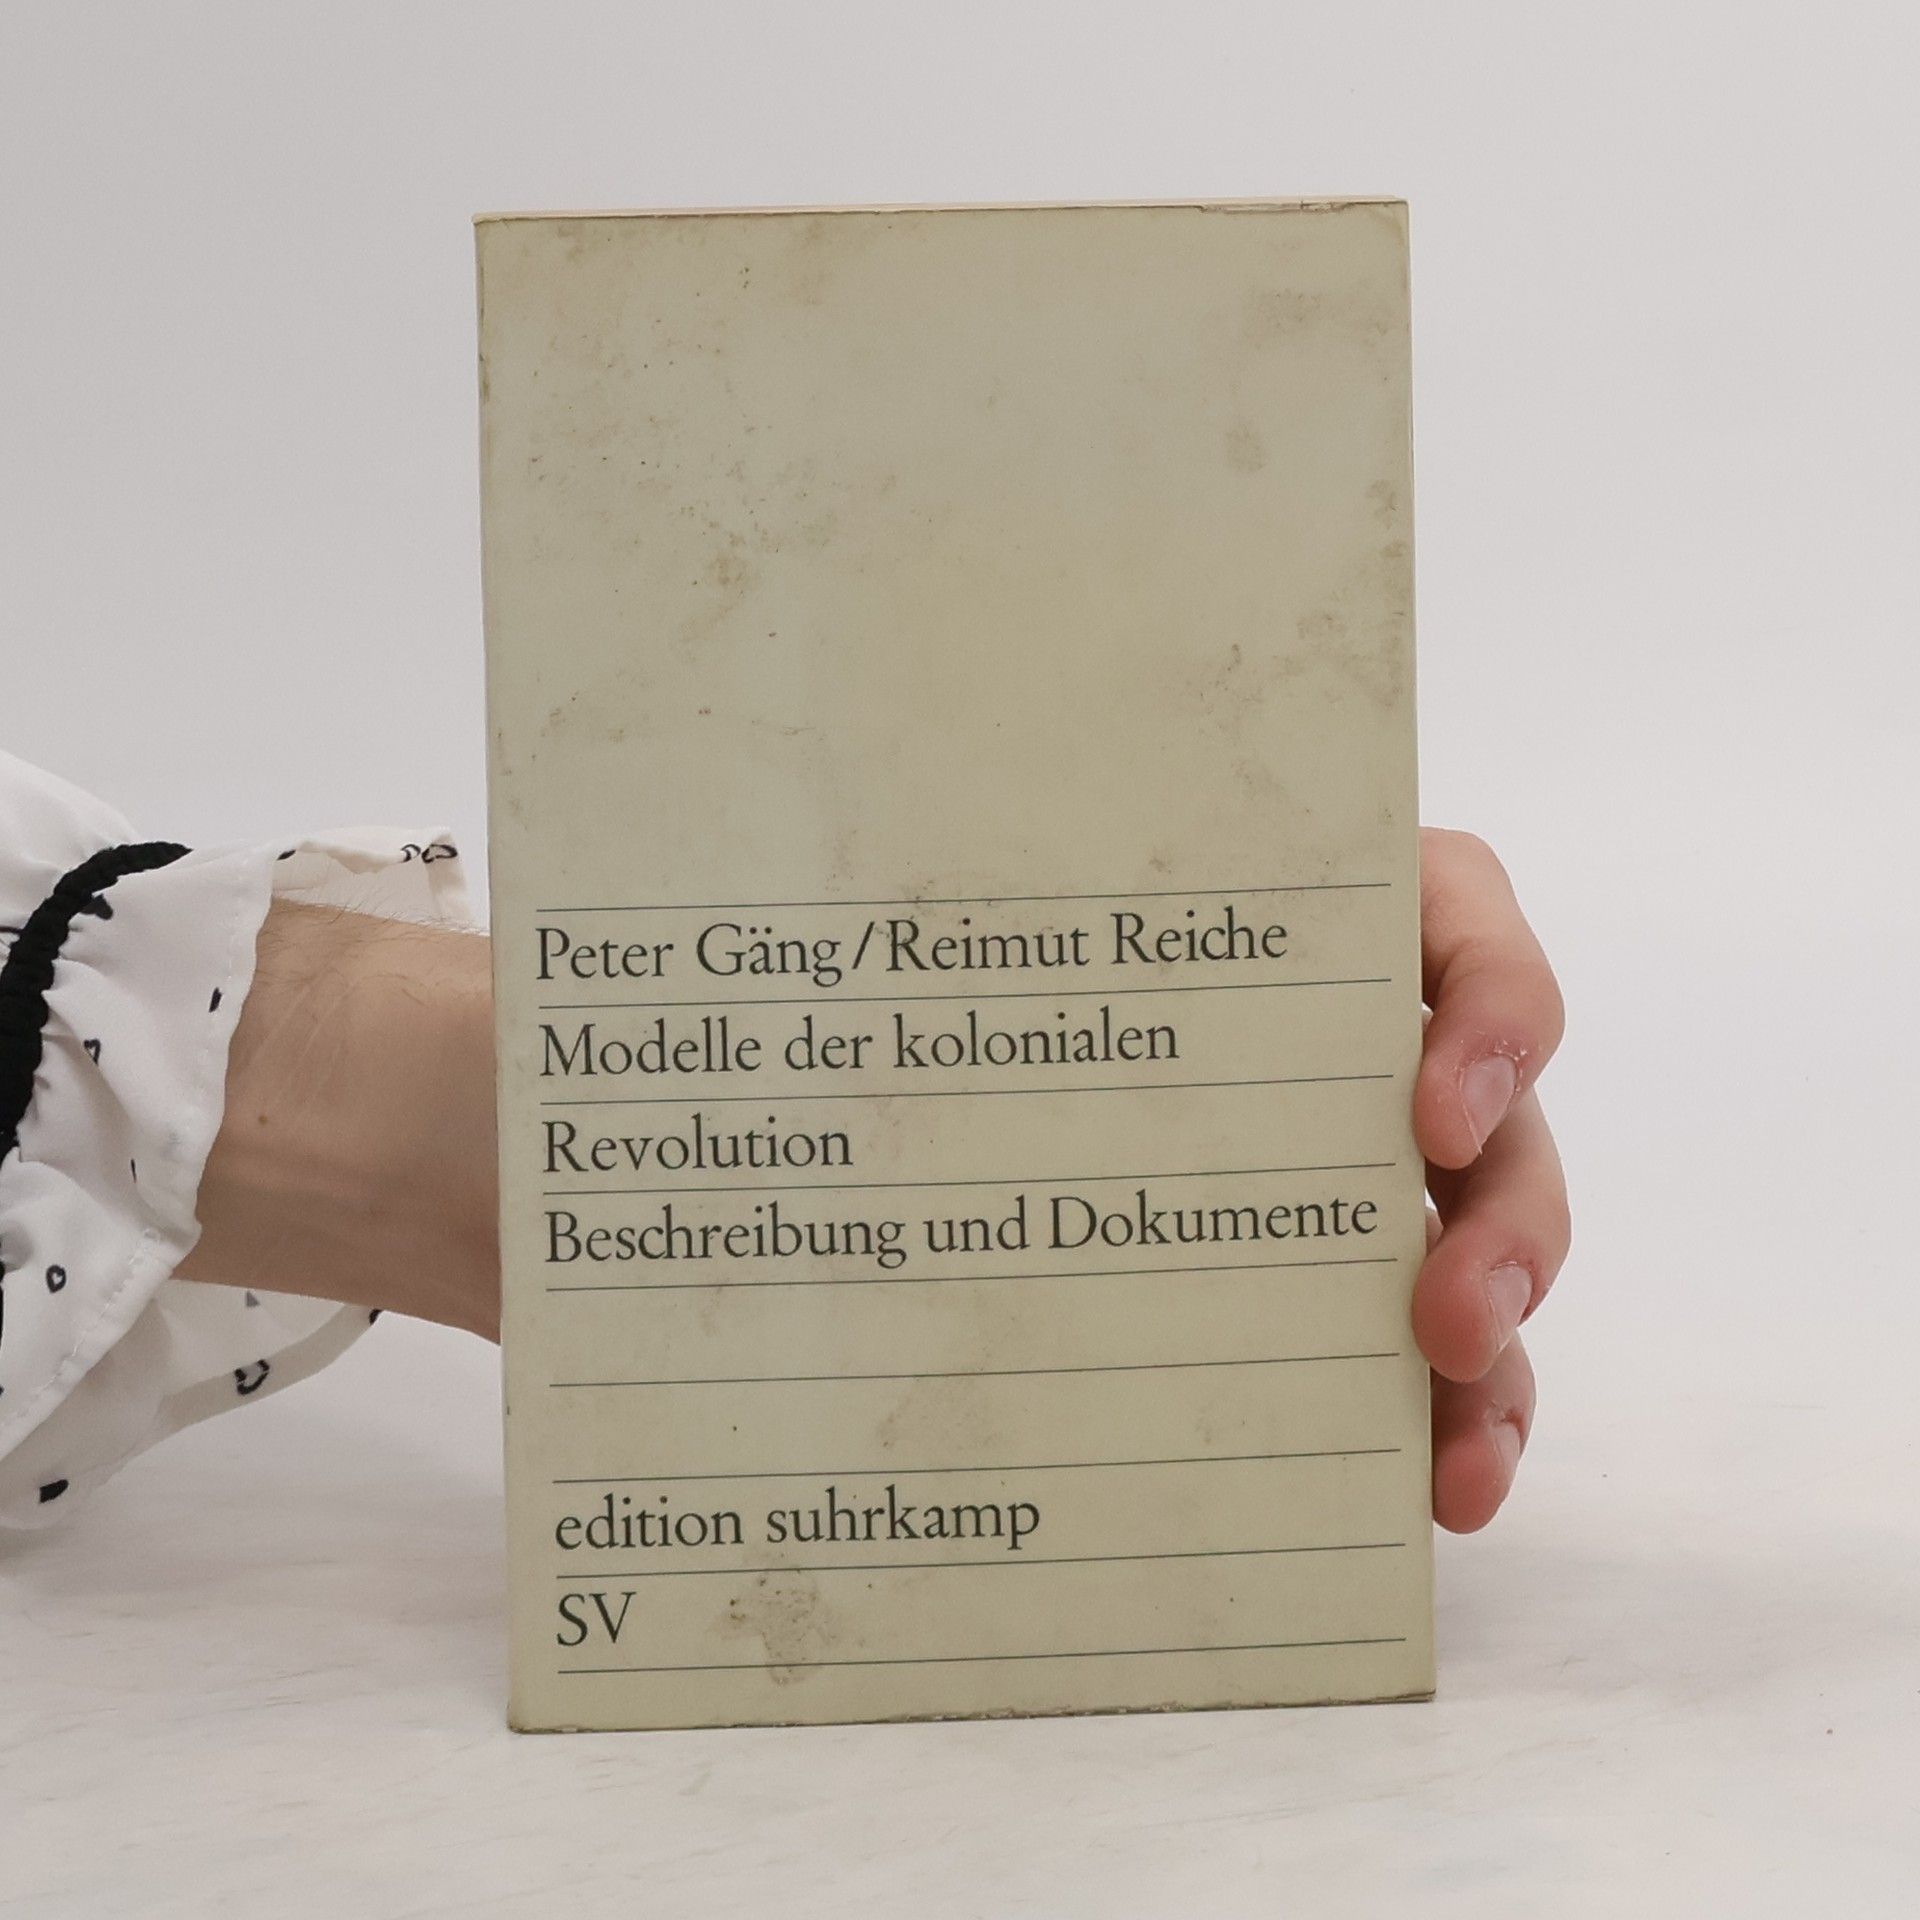 Peter Gäng/Reimut Reiche
Modelle der kolonialen
Revolution
Beschreibung und Dokumente
edition suhrkamp
SV